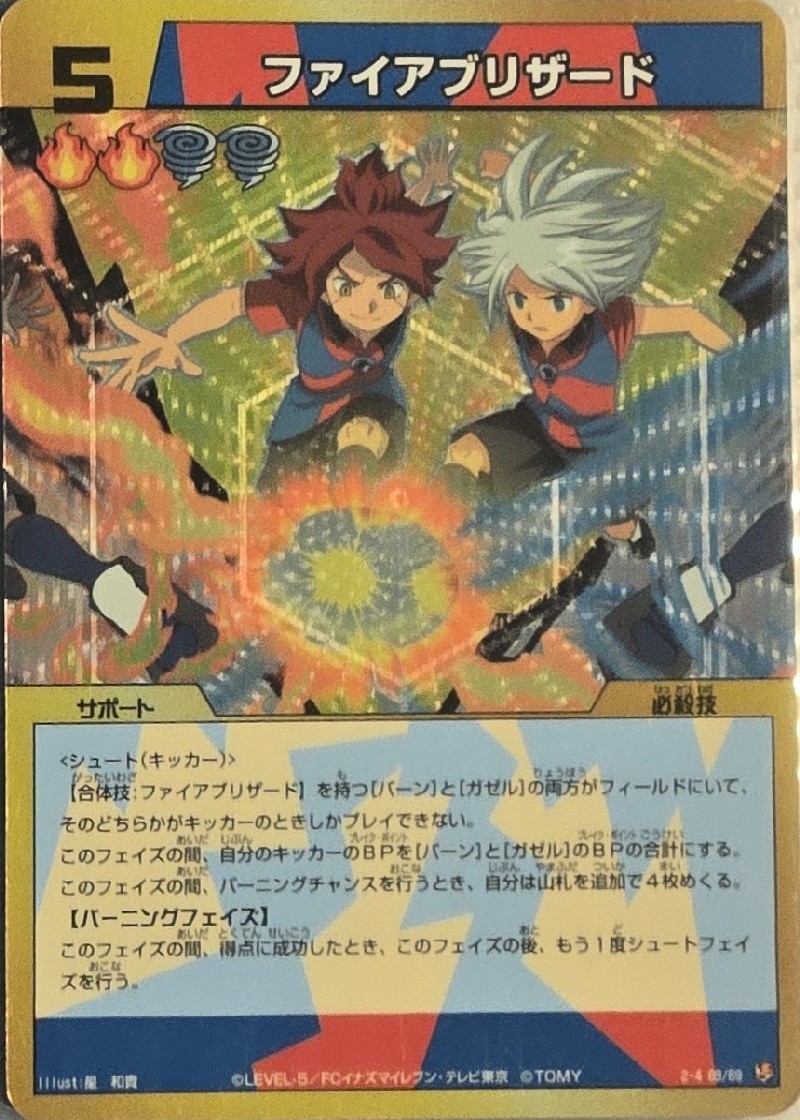 5
ファイアブリザード
サポート
必殺技
<シュート(キッカー)>
【合体技:ファイアブリザード】を持つ[バーン]と[ガゼル]の両方がフィールドにいて、
そのどちらかがキッカーのときしかプレイできない。
このフェイズの間、自分のキッカーのBPを[バーン]と[ガゼル]のBPの合計にする。
このフェイズの間、バーニングチャンスを行うとき、自分は山札を追加で4枚めくる。
【バーニングフェイズ】
このフェイズの間、得点に成功したとき、このフェイズの後、もう1度シュートフェイ
ズを行う。
Illust:星 和貴
©LEVEL-5/FCイナズマイレブン・テレビ東京 ©TOMY
2-4 69/69